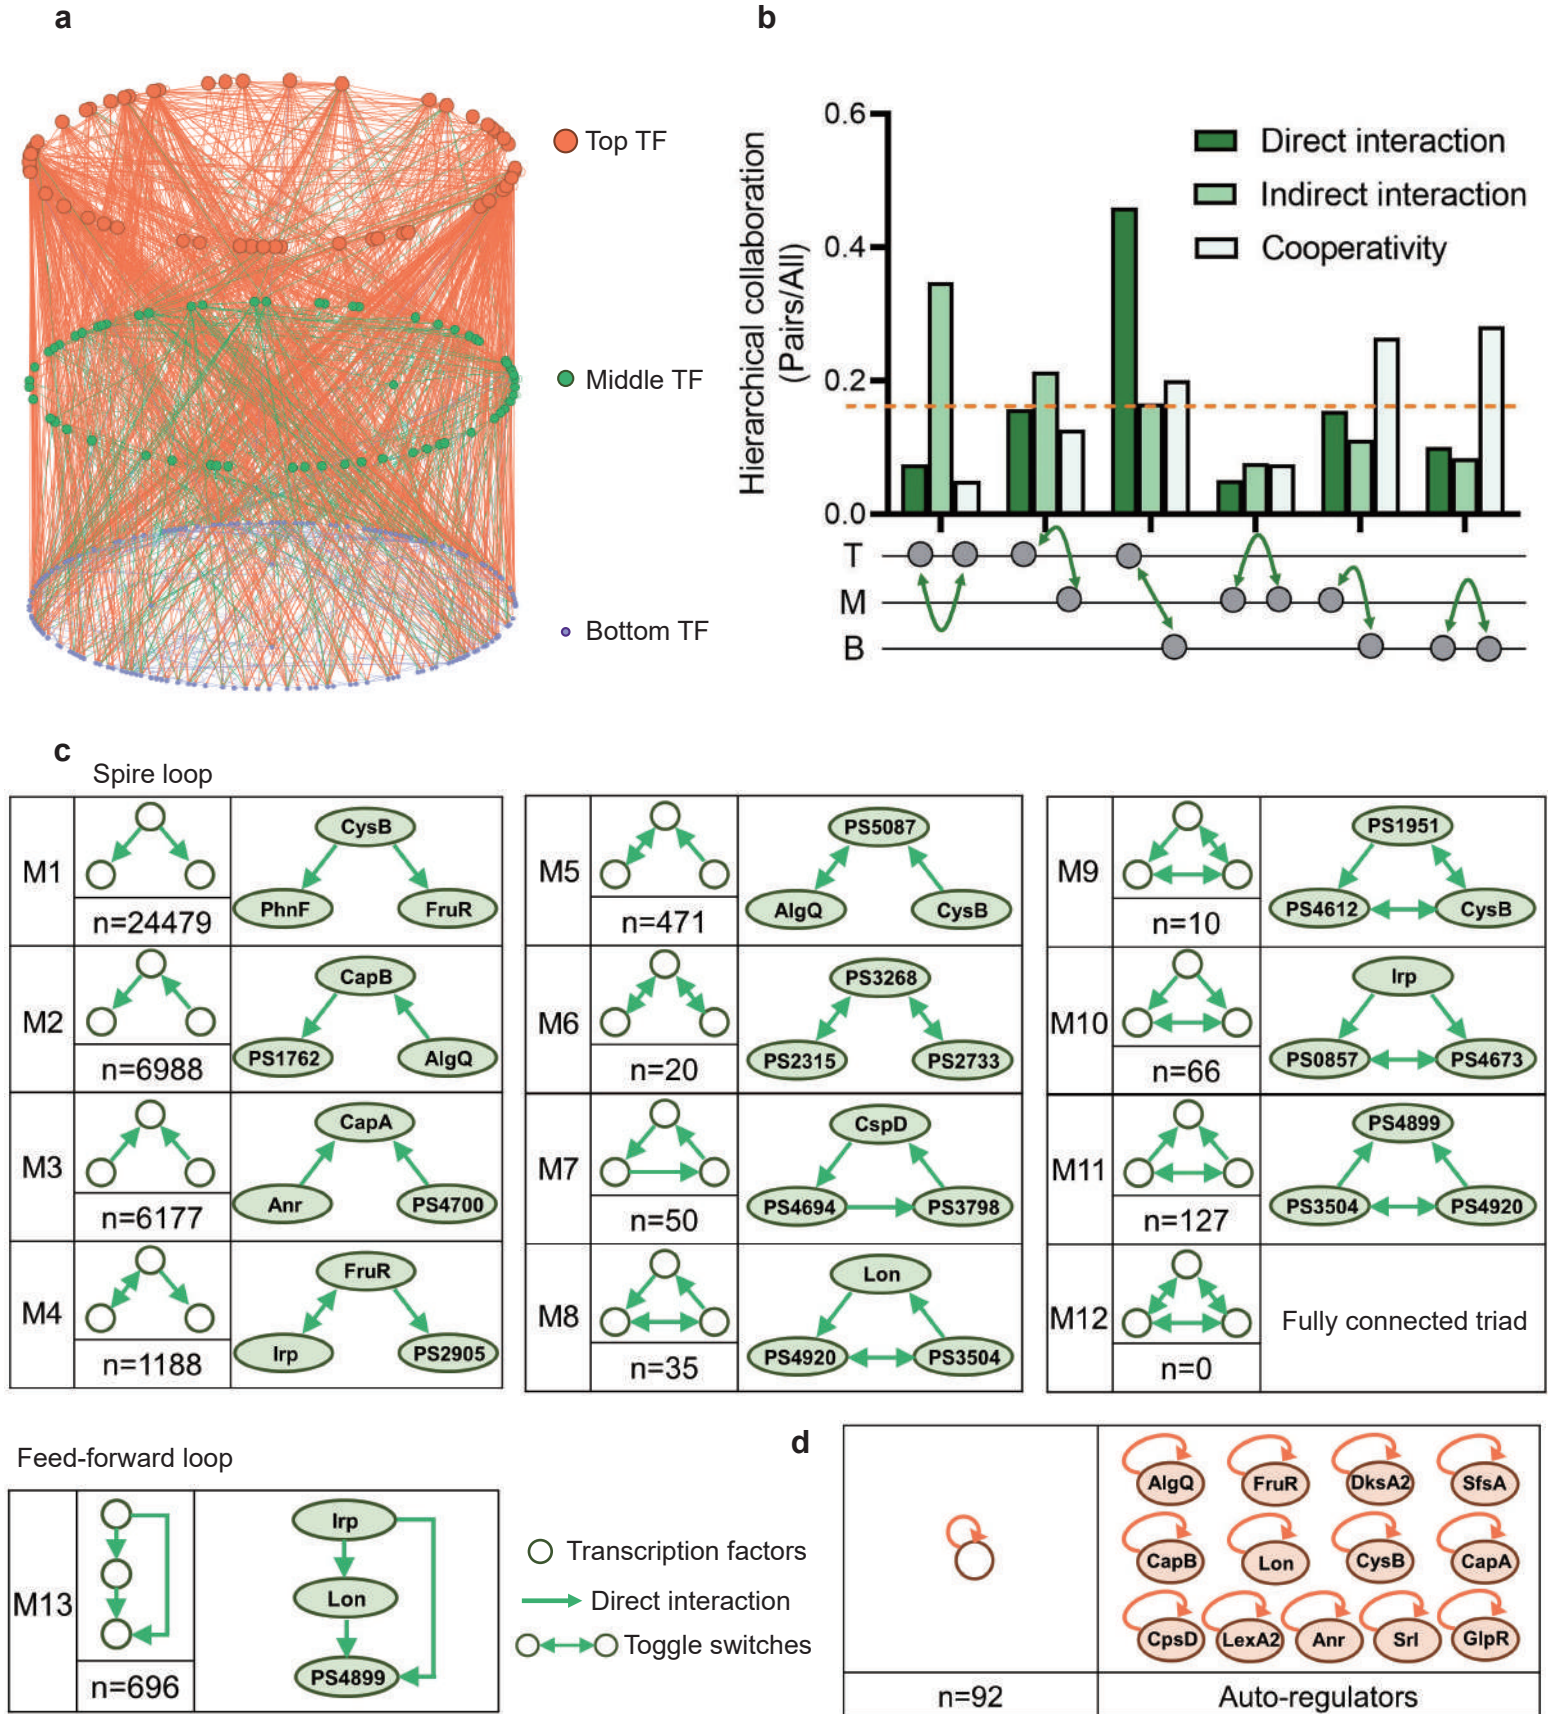 a
Top TF
Middle TF
Bottom TF
b
Hierarchical collaboration
(Pairs/All)
0.6
0.4
0.2
0.0
Direct interaction
Indirect interaction
Cooperativity
T
M
B
c
Spire loop
M1
n=24479
CysB
PhnF
FruR
M2
n=6988
CapB
PS1762
AlgQ
M3
n=6177
CapA
Anr
PS4700
M4
n=1188
FruR
Irp
PS2905
M5
n=471
PS5087
AlgQ
CysB
M6
n=20
PS3268
PS2315
PS2733
M7
n=50
CspD
PS4694
PS3798
M8
n=35
Lon
PS4920
PS3504
M9
n=10
PS1951
PS4612
CysB
M10
n=66
Irp
PS0857
PS4673
M11
n=127
PS4899
PS3504
PS4920
M12
n=0
Fully connected triad
Feed-forward loop
M13
n=696
Irp
Lon
PS4899
Transcription factors
Direct interaction
Toggle switches
d
n=92
AlgQ FruR DksA2 SfsA
CapB Lon CysB CapA
CpsD LexA2 Anr Srl GlpR
Auto-regulators